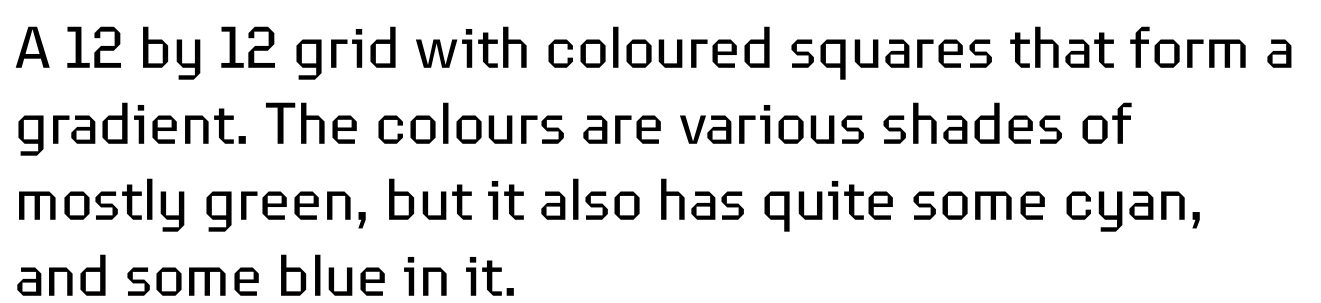 A 12 by 12 grid with coloured squares that form a
gradient. The colours are various shades of
mostly green, but it also has quite some cyan,
and some blue in it.